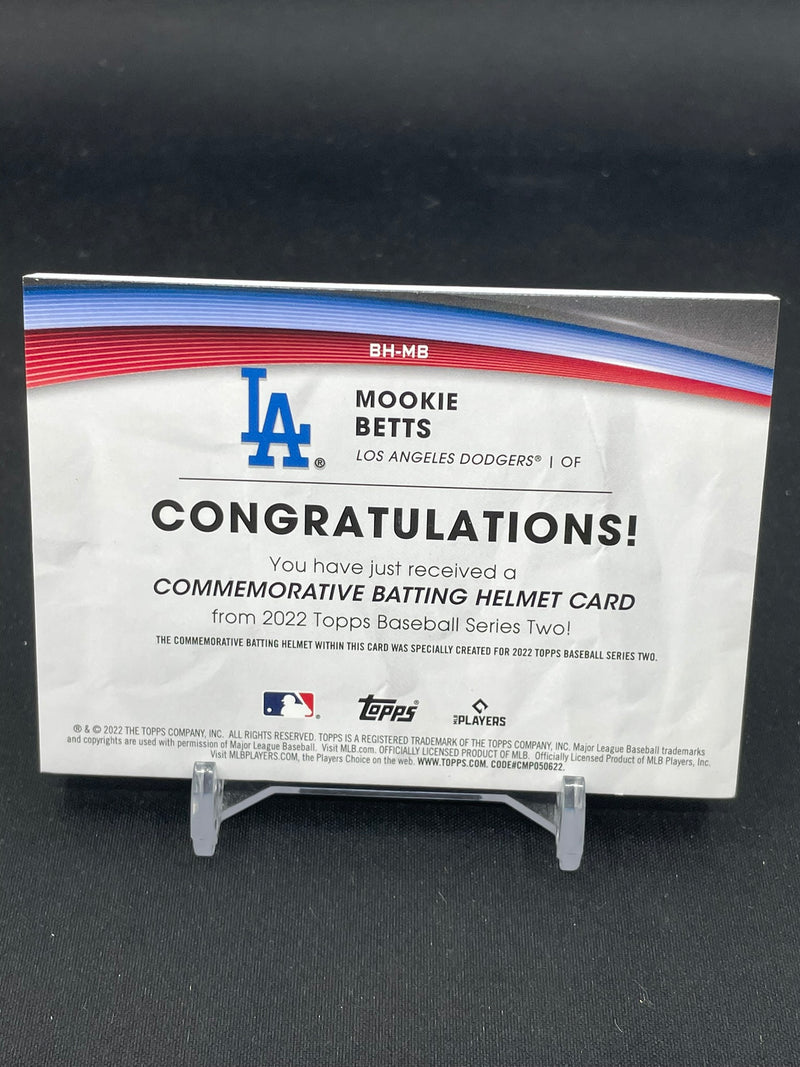 BH-MB
LA®
MOOKIE
BETTS
LOS ANGELES DODGERS® | OF
CONGRATULATIONS!
You have just received a
COMMEMORATIVE BATTING HELMET CARD
from 2022 Topps Baseball Series Two!
THE COMMEMORATIVE BATTING HELMET WITHIN THIS CARD WAS SPECIALLY CREATED FOR 2022 TOPPS BASEBALL SERIES TWO.
® topps® MLB PLAYERS
® & © 2022 THE TOPPS COMPANY, INC. ALL RIGHTS RESERVED. TOPPS IS A REGISTERED TRADEMARK OF THE TOPPS COMPANY, INC. Major League Baseball trademarks
and copyrights are used with permission of Major League Baseball. Visit MLB.com. OFFICIALLY LICENSED PRODUCT OF MLB. Officially Licensed Product of MLB Players, Inc.
Visit MLBPLAYERS.COM, the Players Choice on the web. WWW.TOPPS.COM. CODE#CMP050622.